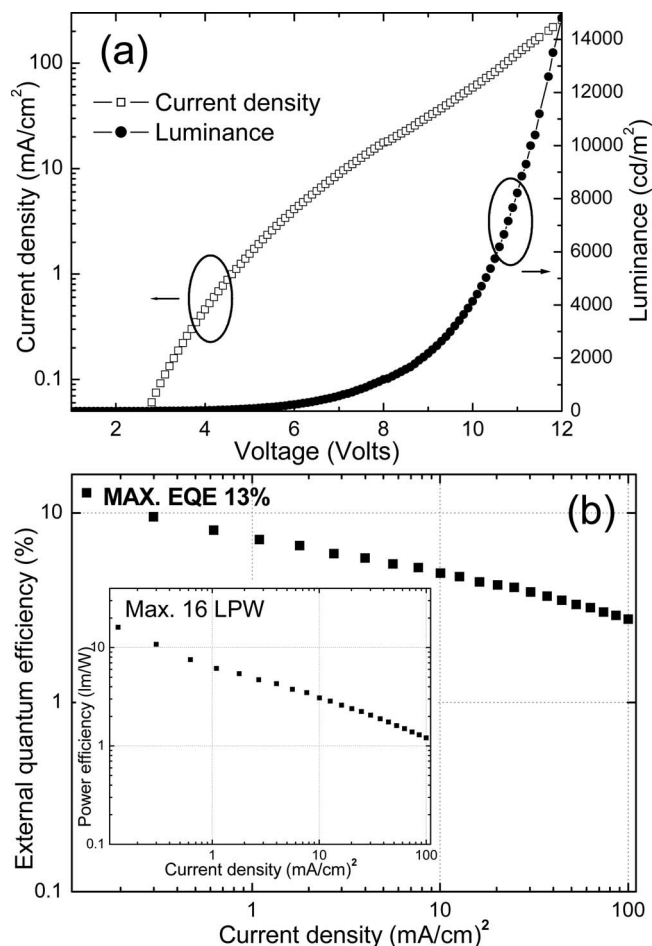 (a)
Current density
Luminance
100
10
1
0.1
Current density (mA/cm²)
14000
12000
10000
8000
6000
4000
2000
0
Luminance (cd/m²)
2 4 6 8 10 12
Voltage (Volts)
(b)
MAX. EQE 13%
10
1
0.1
External quantum efficiency (%)
Max. 16 LPW
10
1
0.1
Power efficiency (lm/W)
1 10 100
Current density (mA/cm)²
1 10 100
Current density (mA/cm)²